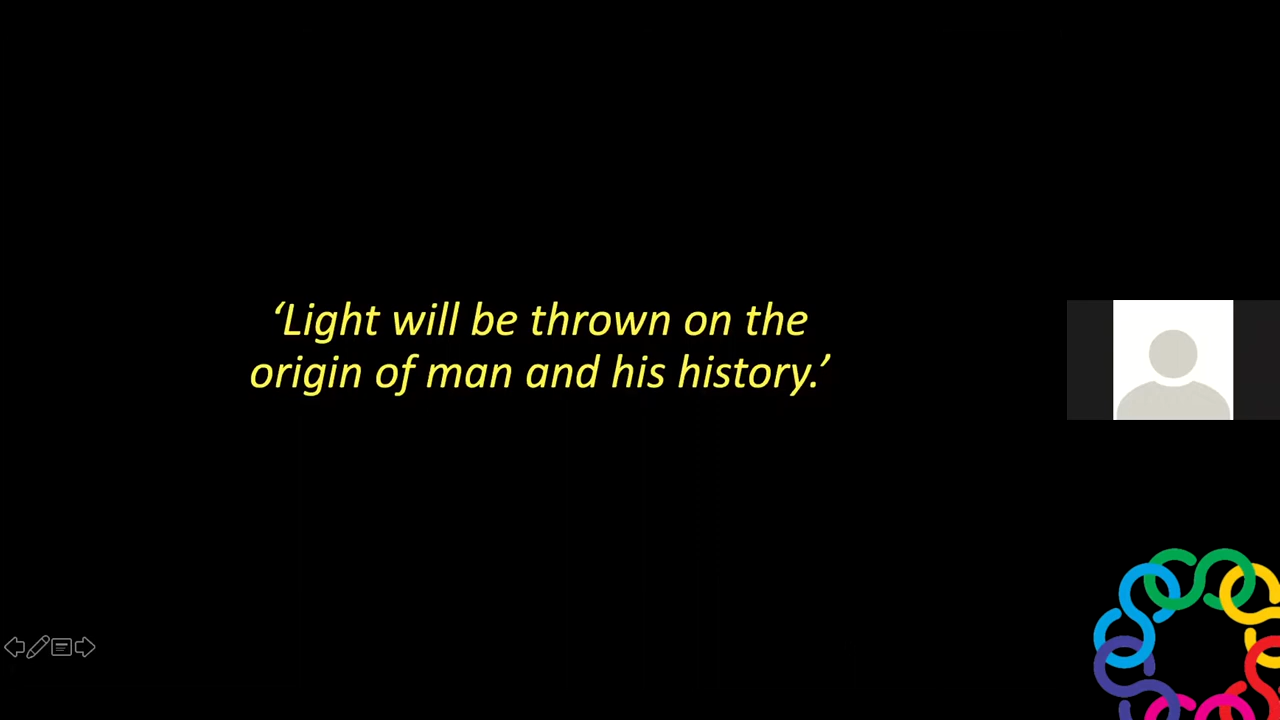 ‘Light will be thrown on the
origin of man and his history.’